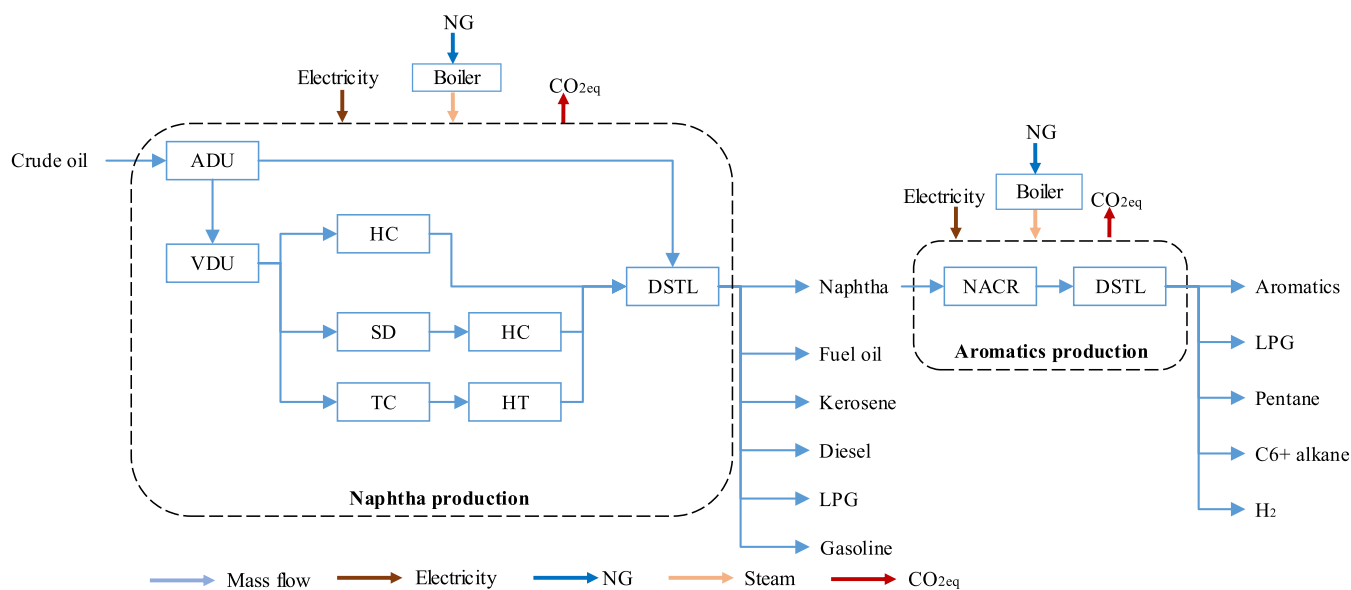 NG
Electricity
Boiler
CO2eq
Crude oil
ADU
VDU
HC
SD
HC
TC
HT
DSTL
Naphtha production
Naphtha
Fuel oil
Kerosene
Diesel
LPG
Gasoline
NG
Electricity
Boiler
CO2eq
NACR
DSTL
Aromatics production
Aromatics
LPG
Pentane
C6+ alkane
H2
Mass flow
Electricity
NG
Steam
CO2eq